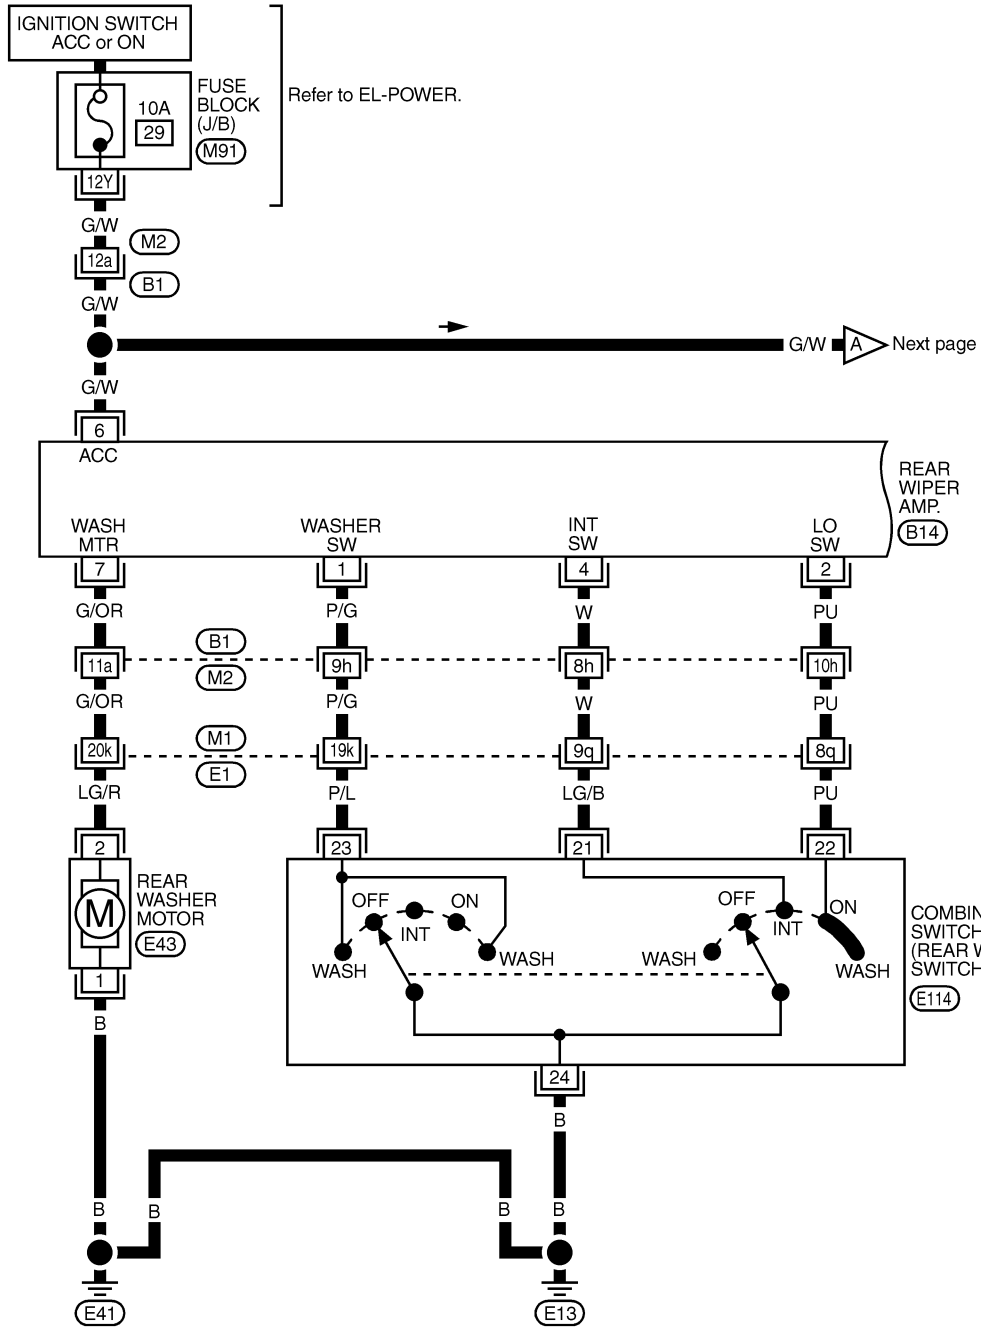 IGNITION SWITCH
ACC or ON
FUSE
BLOCK
(J/B)
M91
10A
29
Refer to EL-POWER.
12Y
G/W
M2
12a
B1
G/W
G/W
A
Next page
G/W
6
ACC
REAR
WIPER
AMP.
B14
WASH
MTR
WASHER
SW
INT
SW
LO
SW
7
1
4
2
G/OR
P/G
W
PU
B1
11a
9h
8h
10h
M2
G/OR
P/G
W
PU
M1
20k
19k
9q
8q
E1
LG/R
P/L
LG/B
PU
2
23
21
22
M
REAR
WASHER
MOTOR
E43
OFF
INT
ON
WASH
WASH
OFF
INT
ON
WASH
WASH
COMBIN
SWITCH
(REAR W
SWITCH
E114
1
24
B
B
B
B
B
B
E41
E13